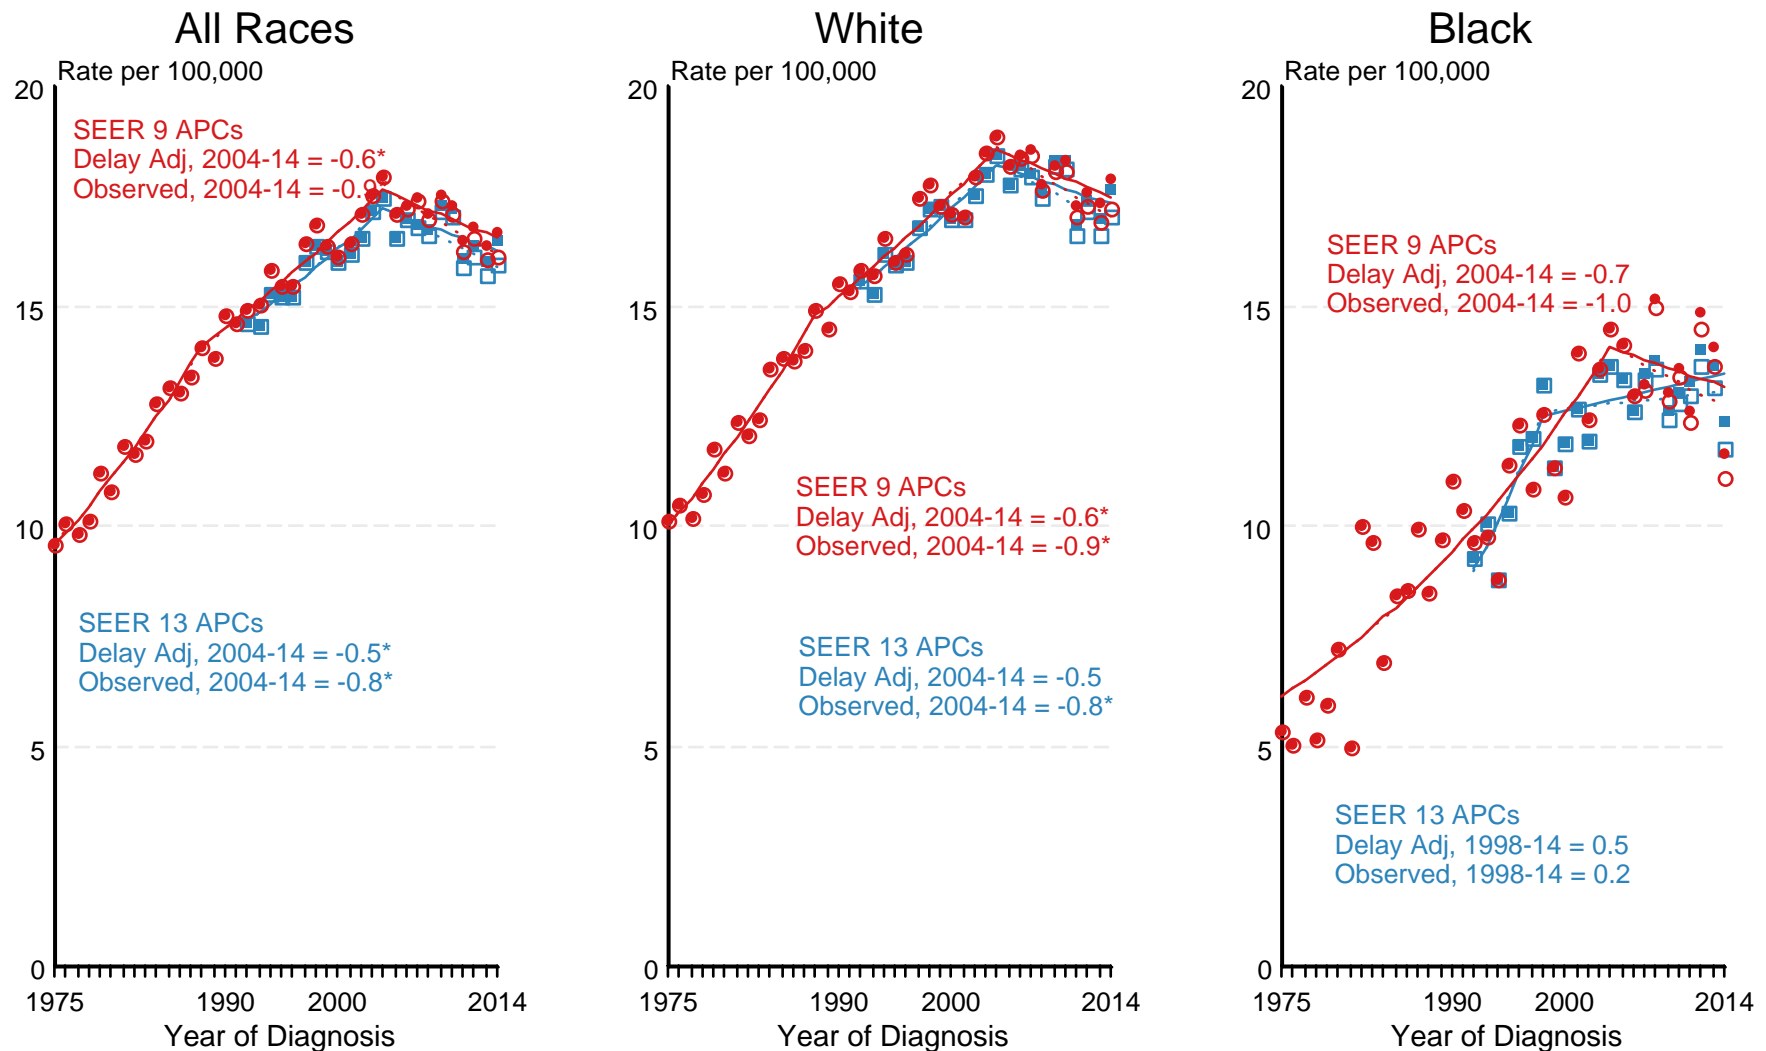 All Races
Rate per 100,000
20
15
10
5
0
SEER 9 APCs
Delay Adj, 2004-14 = -0.6*
Observed, 2004-14 = -0.9
SEER 13 APCs
Delay Adj, 2004-14 = -0.5*
Observed, 2004-14 = -0.8*
1975 1990 2000 2014
Year of Diagnosis
White
Rate per 100,000
20
15
10
5
0
SEER 9 APCs
Delay Adj, 2004-14 = -0.6*
Observed, 2004-14 = -0.9*
SEER 13 APCs
Delay Adj, 2004-14 = -0.5
Observed, 2004-14 = -0.8*
1975 1990 2000 2014
Year of Diagnosis
Black
Rate per 100,000
20
15
10
5
0
SEER 9 APCs
Delay Adj, 2004-14 = -0.7
Observed, 2004-14 = -1.0
SEER 13 APCs
Delay Adj, 1998-14 = 0.5
Observed, 1998-14 = 0.2
1975 1990 2000 2014
Year of Diagnosis